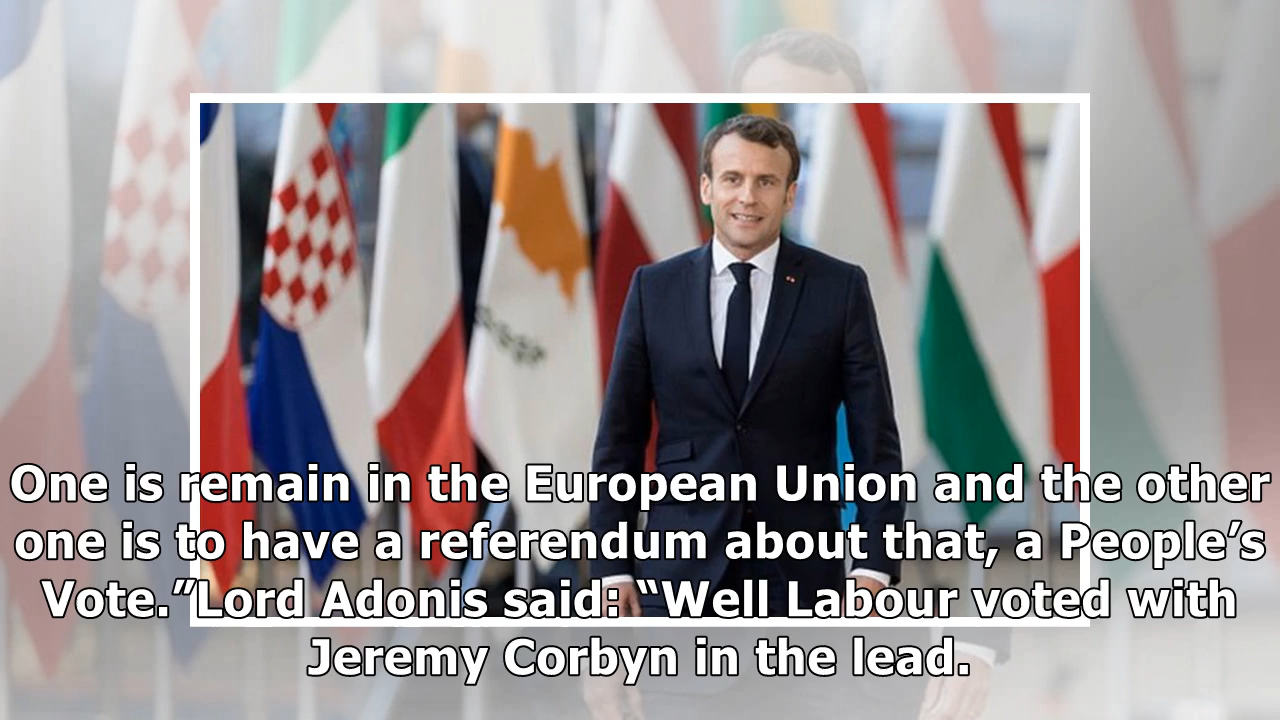 One is remain in the European Union and the other
one is to have a referendum about that, a People’s
Vote.”Lord Adonis said: “Well Labour voted with
Jeremy Corbyn in the lead.